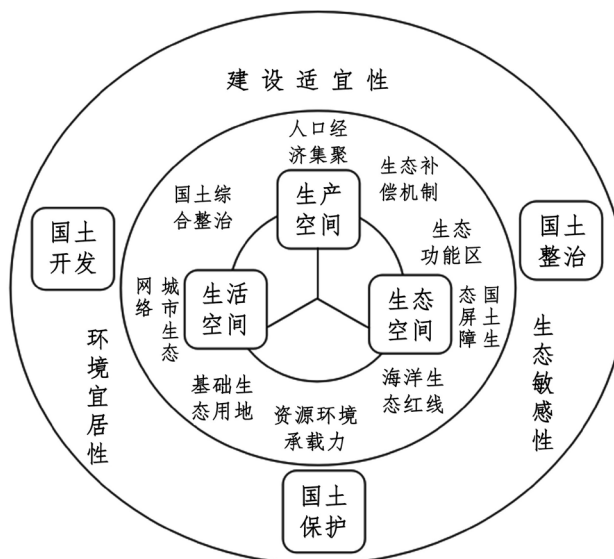 建设适宜性
人口经
济集聚
生态补
偿机制
国土综
合整治
生产
空间
国土
开发
生态
功能区
国土
整治
城市生态
网络
生活
空间
生态
空间
国土生
态屏障
环境宜居性
生态敏感性
基础生
态用地
资源环境
承载力
海洋生
态红线
国土
保护